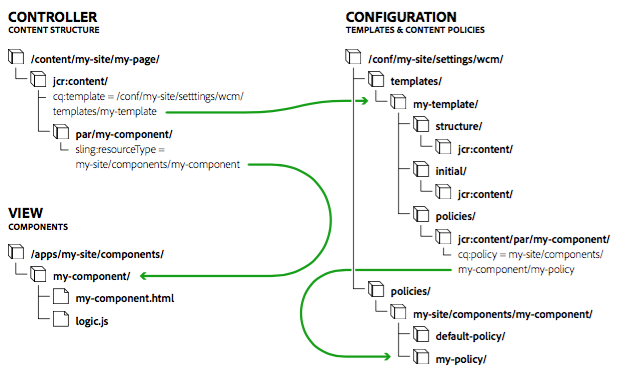 CONTROLLER
CONTENT STRUCTURE
/content/my-site/my-page/
jcr:content/
cq:template = /conf/my-site/setttings/wcm/
templates/my-template
par/my-component/
sling:resourceType =
my-site/components/my-component
VIEW
COMPONENTS
/apps/my-site/components/
my-component/
my-component.html
logic.js
CONFIGURATION
TEMPLATES & CONTENT POLICIES
/conf/my-site/settings/wcm/
templates/
my-template/
structure/
jcr:content/
initial/
jcr:content/
policies/
jcr:content/par/my-component/
cq:policy = my-site/components/
my-component/my-policy
policies/
my-site/components/my-component/
default-policy/
my-policy/